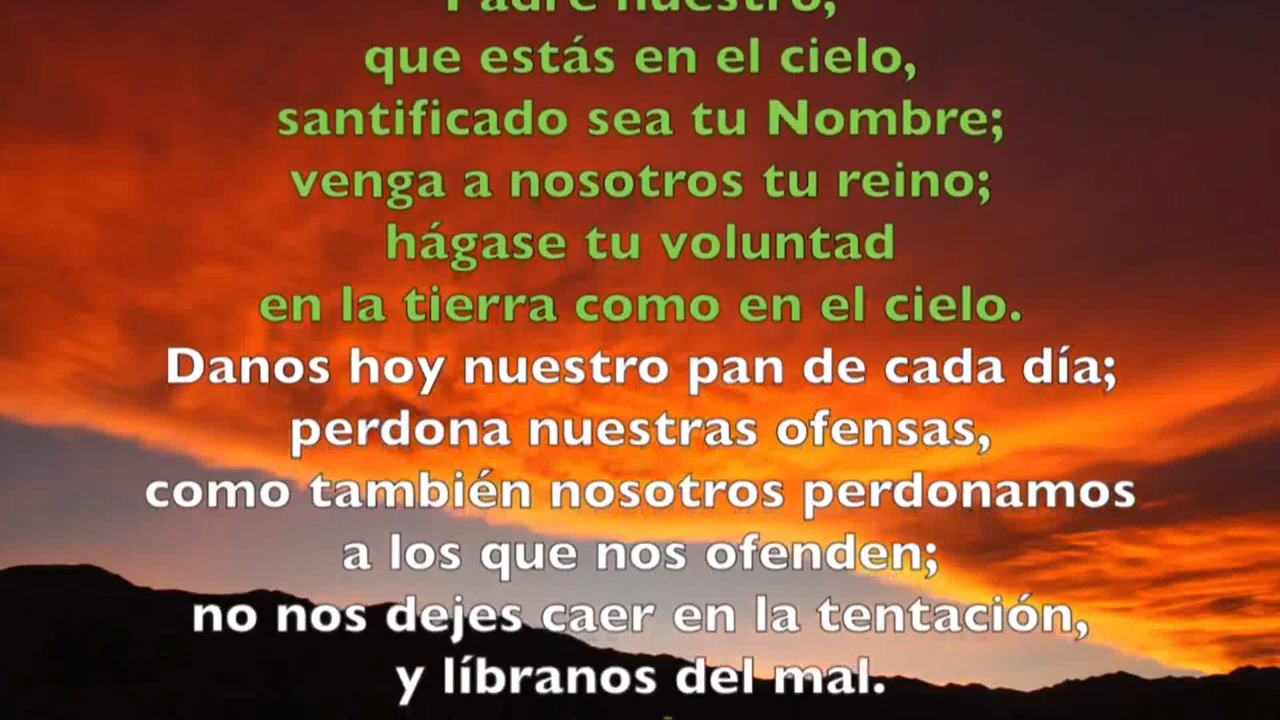 Padre nuestro,
que estás en el cielo,
santificado sea tu Nombre;
venga a nosotros tu reino;
hágase tu voluntad
en la tierra como en el cielo.
Danos hoy nuestro pan de cada día;
perdona nuestras ofensas,
como también nosotros perdonamos
a los que nos ofenden;
no nos dejes caer en la tentación,
y líbranos del mal.